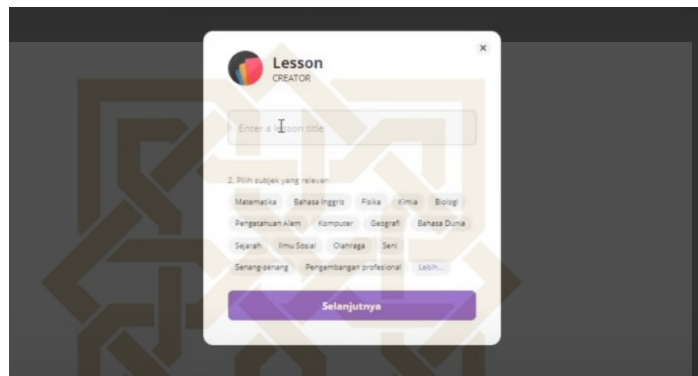 Lesson
CREATOR
Enter a lesson title
2. Pilih subjek yang relevan
Matematika Bahasa Inggris Fisika Kimia Biologi
Pengetahuan Alam Komputer Geografi Bahasa Dunia
Sejarah Ilmu Sosial Olahraga Seni
Senang-senang Pengembangan profesional Lebih...
Selanjutnya